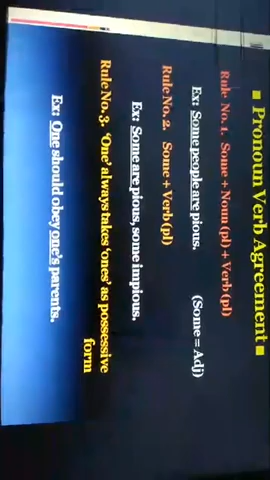 ■ Pronoun Verb Agreement ■
Rule No. 1. Some + Noun (pl) + Verb (pl)
Ex: Some people are pious. (Some = Adj)
Rule No. 2. Some + Verb (pl)
Ex: Some are pious, some impious.
Rule No. 3. ‘One’ always takes ‘ones’ as possessive
form
Ex: One should obey one’s parents.